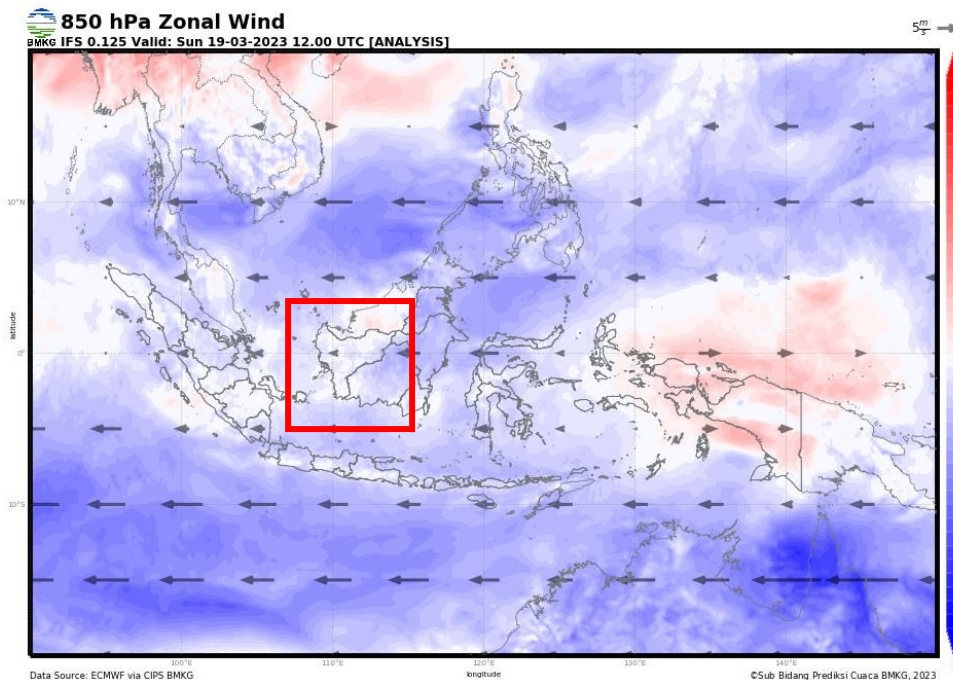 850 hPa Zonal Wind
BMKG IFS 0.125 Valid: Sun 19-03-2023 12.00 UTC [ANALYSIS]
5 m/s
10°N
0°
10°S
latitude
100°E 110°E 120°E 130°E 140°E
longitude
Data Source: ECMWF via CIPS BMKG
©Sub Bidang Prediksi Cuaca BMKG, 2023